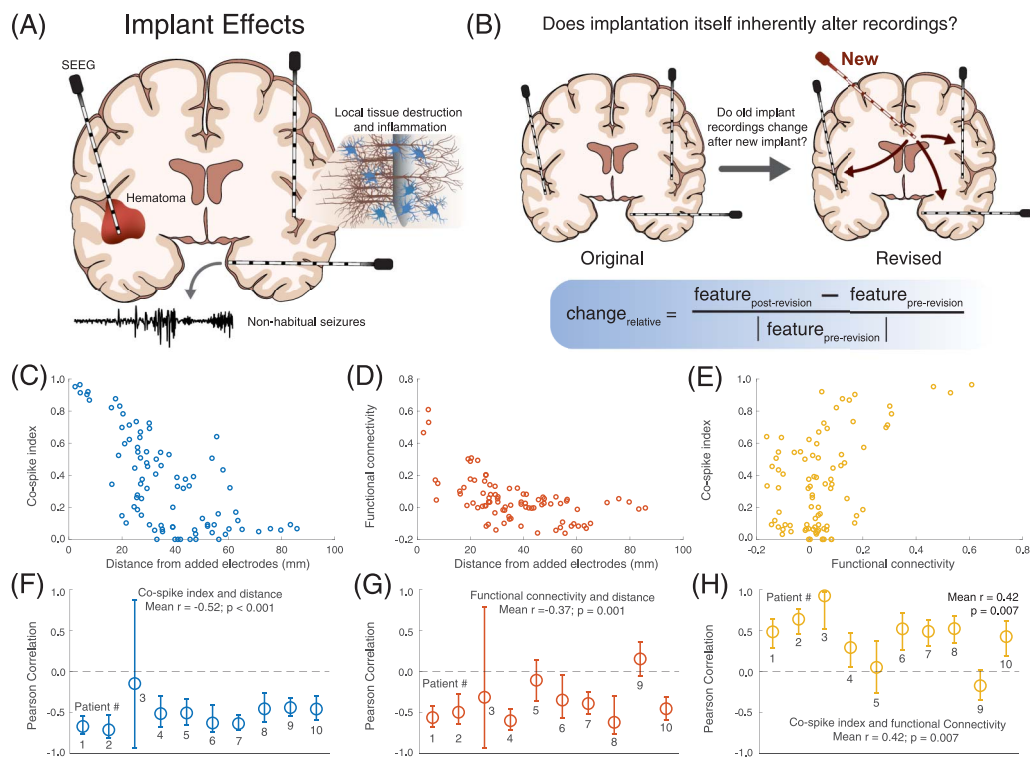 (A) Implant Effects
SEEG
Local tissue destruction
and inflammation
Hematoma
Non-habitual seizures
(B) Does implantation itself inherently alter recordings?
New
Do old implant
recordings change
after new implant?
Original
Revised
change relative = feature post-revision − feature pre-revision
| feature pre-revision |
(C)
1.0
0.8
0.6
0.4
0.2
0.0
Co-spike index
0 20 40 60 80 100
Distance from added electrodes (mm)
(D)
0.8
0.6
0.4
0.2
0.0
-0.2
Functional connectivity
0 20 40 60 80 100
Distance from added electrodes (mm)
(E)
1.0
0.8
0.6
0.4
0.2
0.0
Co-spike index
-0.2 0 0.2 0.4 0.6 0.8
Functional connectivity
(F)
Co-spike index and distance
Mean r = -0.52; p < 0.001
1.0
0.5
0.0
-0.5
-1.0
Pearson Correlation
Patient #
1 2 3 4 5 6 7 8 9 10
(G)
Functional connectivity and distance
Mean r =-0.37; p = 0.001
1.0
0.5
0.0
-0.5
-1.0
Pearson Correlation
Patient #
1 2 3 4 5 6 7 8 9 10
(H)
Patient #
Mean r = 0.42
p = 0.007
1.0
0.5
0.0
-0.5
-1.0
Pearson Correlation
1 2 3 4 5 6 7 8 9 10
Co-spike index and functional Connectivity
Mean r = 0.42; p = 0.007